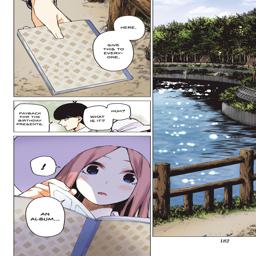 HERE.
GIVE
THIS TO
EVERY-
ONE.
HUH?
WHAT
IS IT?
PAYBACK
FOR THE
BIRTHDAY
PRESENTS.
!
AN
ALBUM...
182